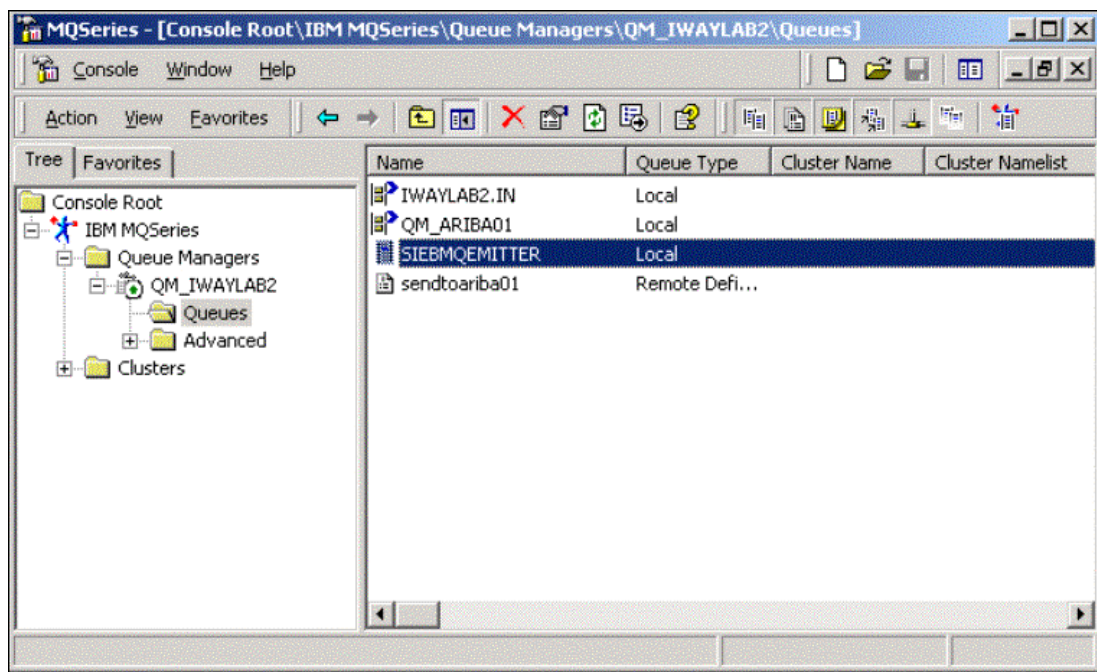 MQSeries - [Console Root\IBM MQSeries\Queue Managers\QM_IWAYLAB2\Queues]
Console Window Help
Action View Favorites
Tree Favorites
Name Queue Type Cluster Name Cluster Namelist
Console Root
IBM MQSeries
Queue Managers
QM_IWAYLAB2
Queues
Advanced
Clusters
IWAYLAB2.IN Local
QM_ARIBA01 Local
SIEBMQEMITTER Local
sendtoariba01 Remote Defi...